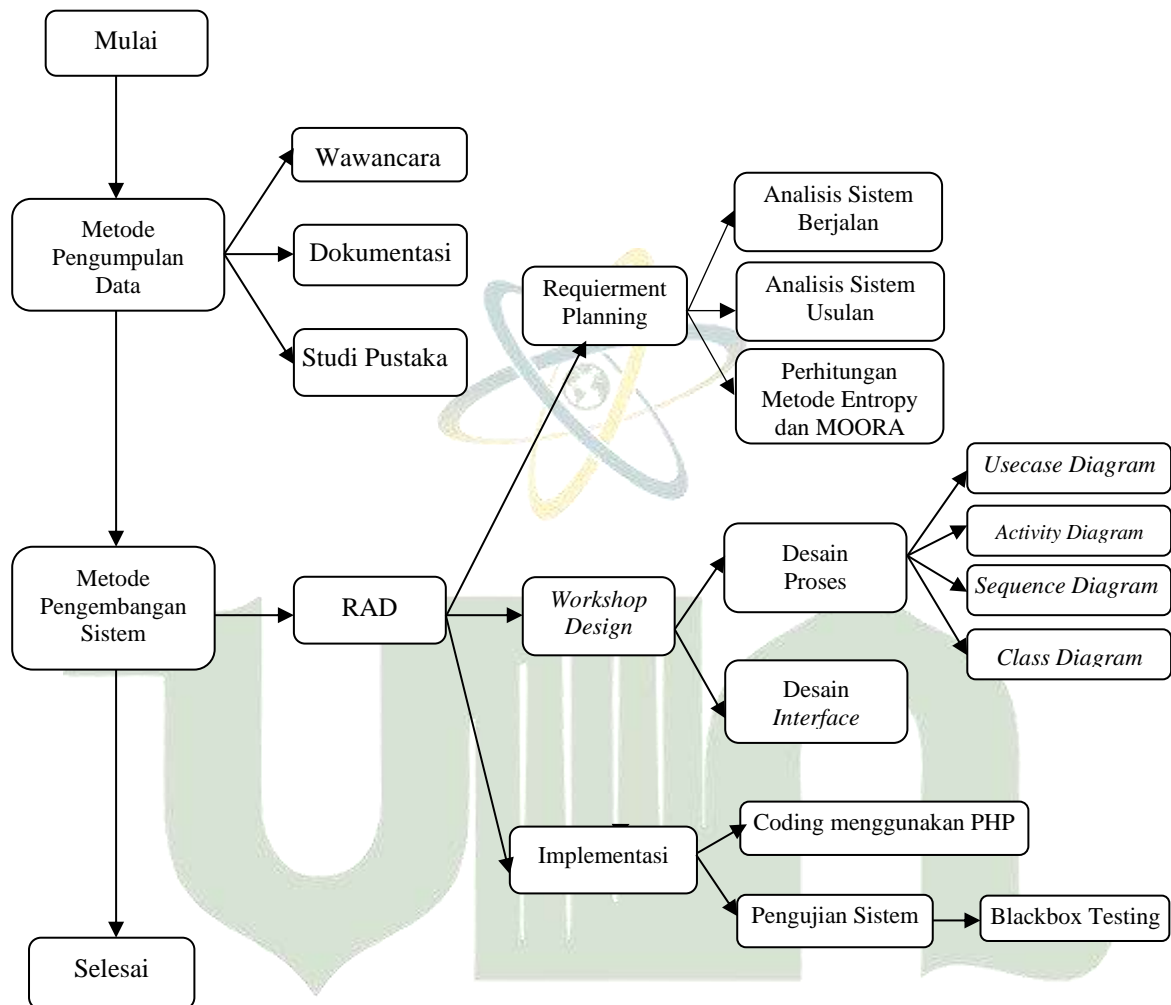 Mulai
Wawancara
Metode
Pengumpulan
Data
Dokumentasi
Studi Pustaka
Requierment
Planning
Analisis Sistem
Berjalan
Analisis Sistem
Usulan
Perhitungan
Metode Entropy
dan MOORA
Metode
Pengembangan
Sistem
RAD
Workshop
Design
Desain
Proses
Usecase Diagram
Activity Diagram
Sequence Diagram
Class Diagram
Desain
Interface
Implementasi
Coding menggunakan PHP
Pengujian Sistem
Blackbox Testing
Selesai